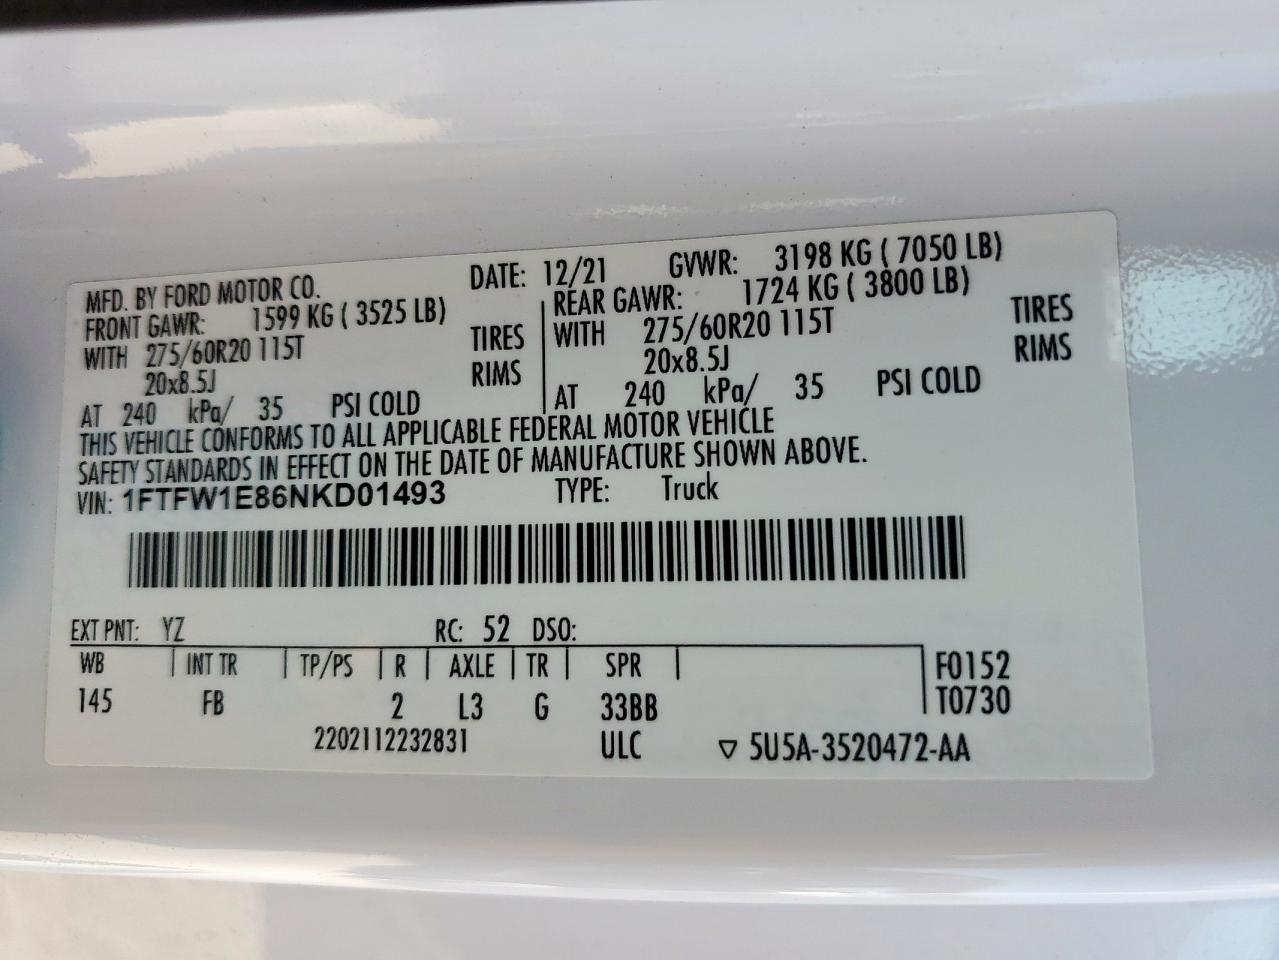 MFD. BY FORD MOTOR CO. DATE: 12/21 GVWR: 3198 KG ( 7050 LB)
FRONT GAWR: 1599 KG ( 3525 LB) REAR GAWR: 1724 KG ( 3800 LB)
WITH 275/60R20 115T TIRES WITH 275/60R20 115T TIRES
20x8.5J RIMS 20x8.5J RIMS
AT 240 kPa/ 35 PSI COLD AT 240 kPa/ 35 PSI COLD
THIS VEHICLE CONFORMS TO ALL APPLICABLE FEDERAL MOTOR VEHICLE
SAFETY STANDARDS IN EFFECT ON THE DATE OF MANUFACTURE SHOWN ABOVE.
VIN: 1FTFW1E86NKD01493 TYPE: Truck
EXT PNT: YZ RC: 52 DSO:
WB INT TR TP/PS R AXLE TR SPR F0152
145 FB 2 L3 G 33BB T0730
2202112232831 ULC ▽ 5U5A-3520472-AA